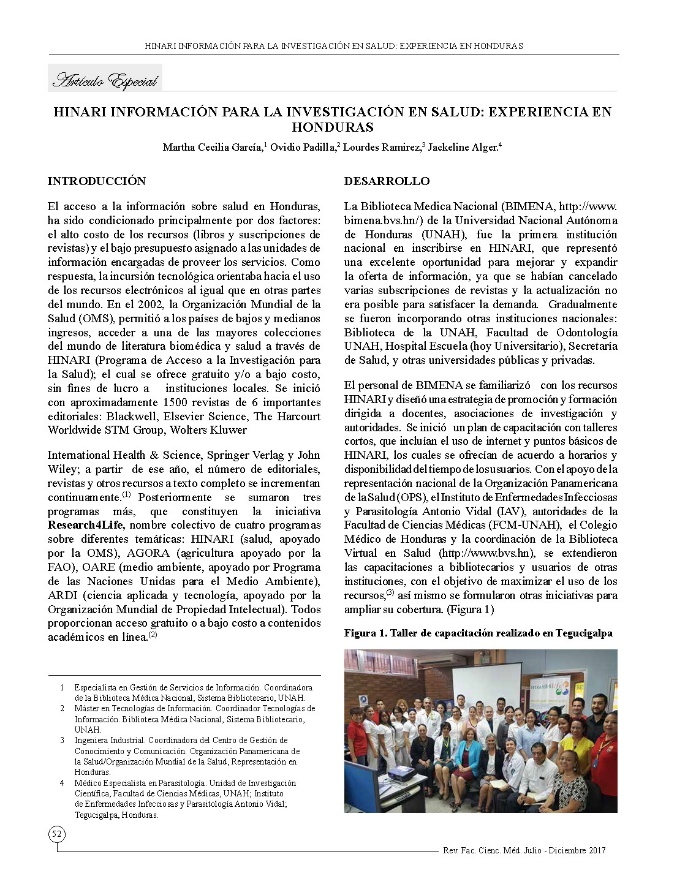 HINARI INFORMACIÓN PARA LA INVESTIGACIÓN EN SALUD: EXPERIENCIA EN HONDURAS
Artículo Especial
HINARI INFORMACIÓN PARA LA INVESTIGACIÓN EN SALUD: EXPERIENCIA EN
HONDURAS
Martha Cecilia García,1 Ovidio Padilla,2 Lourdes Ramirez,3 Jackeline Alger.4
INTRODUCCIÓN
El acceso a la información sobre salud en Honduras,
ha sido condicionado principalmente por dos factores:
el alto costo de los recursos (libros y suscripciones de
revistas) y el bajo presupuesto asignado a las unidades de
información encargadas de proveer los servicios. Como
respuesta, la incursión tecnológica orientaba hacia el uso
de los recursos electrónicos al igual que en otras partes
del mundo. En el 2002, la Organización Mundial de la
Salud (OMS), permitió a los países de bajos y medianos
ingresos, acceder a una de las mayores colecciones
del mundo de literatura biomédica y salud a través de
HINARI (Programa de Acceso a la Investigación para
la Salud); el cual se ofrece gratuito y/o a bajo costo,
sin fines de lucro a instituciones locales. Se inició
con aproximadamente 1500 revistas de 6 importantes
editoriales: Blackwell, Elsevier Science, The Harcourt
Worldwide STM Group, Wolters Kluwer
International Health & Science, Springer Verlag y John
Wiley; a partir de ese año, el número de editoriales,
revistas y otros recursos a texto completo se incrementan
continuamente.(1) Posteriormente se sumaron tres
programas más, que constituyen la iniciativa
Research4Life, nombre colectivo de cuatro programas
sobre diferentes temáticas: HINARI (salud, apoyado
por la OMS), AGORA (agricultura apoyado por la
FAO), OARE (medio ambiente, apoyado por Programa
de las Naciones Unidas para el Medio Ambiente),
ARDI (ciencia aplicada y tecnología, apoyado por la
Organización Mundial de Propiedad Intelectual). Todos
proporcionan acceso gratuito o a bajo costo a contenidos
académicos en línea.(2)
1 Especialista en Gestión de Servicios de Información. Coordinadora
de la Biblioteca Médica Nacional, Sistema Bibliotecario, UNAH.
2 Máster en Tecnologías de Información. Coordinador Tecnologías de
Información. Biblioteca Médica Nacional, Sistema Bibliotecario,
UNAH.
3 Ingeniera Industrial. Coordinadora del Centro de Gestión de
Conocimiento y Comunicación. Organización Panamericana de
la Salud/Organización Mundial de la Salud, Representación en
Honduras.
4 Médico Especialista en Parasitología. Unidad de Investigación
Científica, Facultad de Ciencias Médicas, UNAH; Instituto
de Enfermedades Infecciosas y Parasitología Antonio Vidal;
Tegucigalpa, Honduras.
DESARROLLO
La Biblioteca Medica Nacional (BIMENA, http://www.
bimena.bvs.hn/) de la Universidad Nacional Autónoma
de Honduras (UNAH), fue la primera institución
nacional en inscribirse en HINARI, que representó
una excelente oportunidad para mejorar y expandir
la oferta de información, ya que se habían cancelado
varias subscripciones de revistas y la actualización no
era posible para satisfacer la demanda. Gradualmente
se fueron incorporando otras instituciones nacionales:
Biblioteca de la UNAH, Facultad de Odontología
UNAH, Hospital Escuela (hoy Universitario), Secretaría
de Salud, y otras universidades públicas y privadas.
El personal de BIMENA se familiarizó con los recursos
HINARI y diseñó una estrategia de promoción y formación
dirigida a docentes, asociaciones de investigación y
autoridades. Se inició un plan de capacitación con talleres
cortos, que incluían el uso de internet y puntos básicos de
HINARI, los cuales se ofrecían de acuerdo a horarios y
disponibilidad del tiempo de los usuarios. Con el apoyo de la
representación nacional de la Organización Panamericana
de la Salud (OPS), el Instituto de Enfermedades Infecciosas
y Parasitología Antonio Vidal (IAV), autoridades de la
Facultad de Ciencias Médicas (FCM-UNAH), el Colegio
Médico de Honduras y la coordinación de la Biblioteca
Virtual en Salud (http://www.bvs.hn), se extendieron
las capacitaciones a bibliotecarios y usuarios de otras
instituciones, con el objetivo de maximizar el uso de los
recursos,(3) así mismo se formularon otras iniciativas para
ampliar su cobertura. (Figura 1)
Figura 1. Taller de capacitación realizado en Tegucigalpa
52
Rev. Fac. Cienc. Méd. Julio - Diciembre 2017